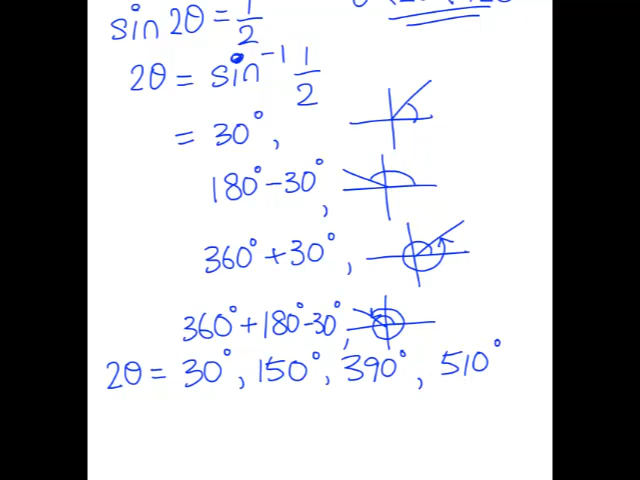 sin 2θ = 1/2
2θ = sin⁻¹ 1/2
= 30°,
180° - 30°,
360° + 30°,
360° + 180° - 30°,
2θ = 30°, 150°, 390°, 510°